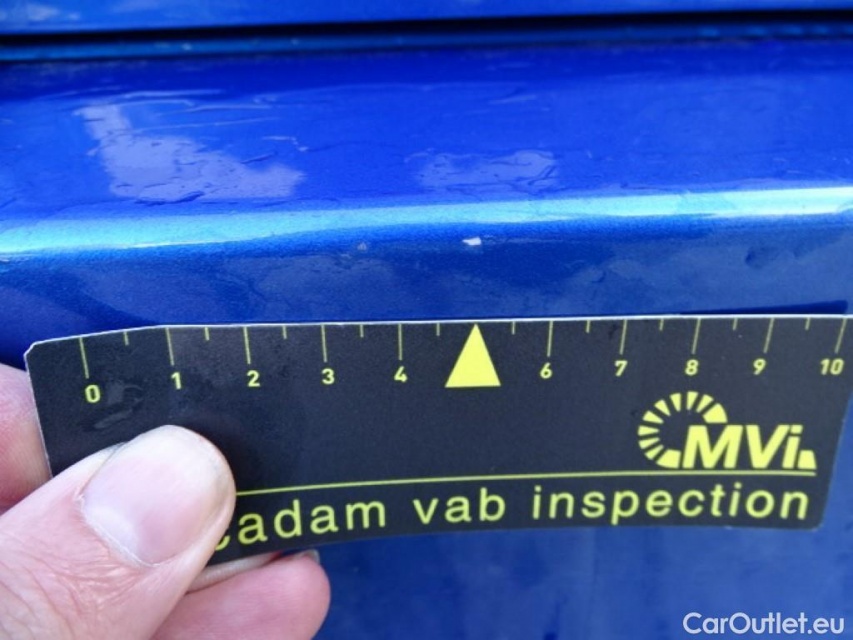 0 1 2 3 4 6 7 8 9 10
MVi
cadam vab inspection
CarOutlet.eu